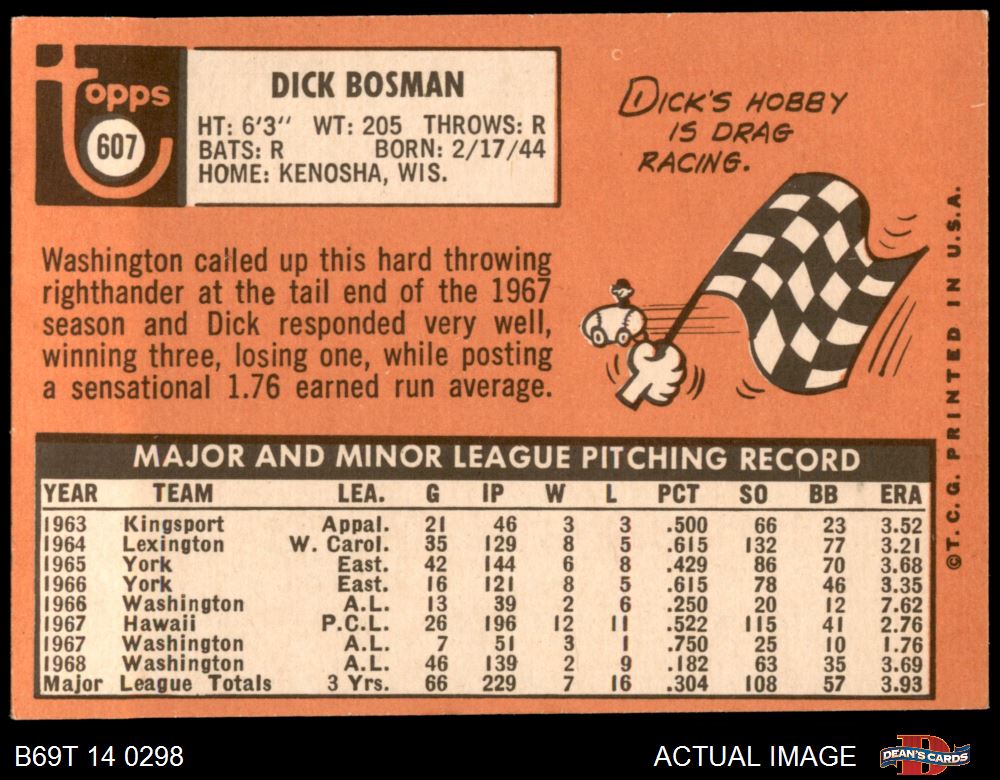 topps
607
DICK BOSMAN
HT: 6'3" WT: 205 THROWS: R
BATS: R BORN: 2/17/44
HOME: KENOSHA, WIS.
DICK'S HOBBY
IS DRAG
RACING.
Washington called up this hard throwing
righthander at the tail end of the 1967
season and Dick responded very well,
winning three, losing one, while posting
a sensational 1.76 earned run average.
MAJOR AND MINOR LEAGUE PITCHING RECORD
YEAR TEAM LEA. G IP W L PCT SO BB ERA
1963 Kingsport Appal. 21 46 3 3 .500 66 23 3.52
1964 Lexington W. Carol. 35 129 8 5 .615 132 77 3.21
1965 York East. 42 144 6 8 .429 86 70 3.68
1966 York East. 16 121 8 5 .615 78 46 3.35
1966 Washington A.L. 13 39 2 6 .250 20 12 7.62
1967 Hawaii P.C.L. 26 196 12 11 .522 115 41 2.76
1967 Washington A.L. 7 51 3 1 .750 25 10 1.76
1968 Washington A.L. 46 139 2 9 .182 63 35 3.69
Major League Totals 3 Yrs. 66 229 7 16 .304 108 57 3.93
©T. C. G. PRINTED IN U.S.A.
B69T 14 0298
ACTUAL IMAGE
DEAN'S CARDS